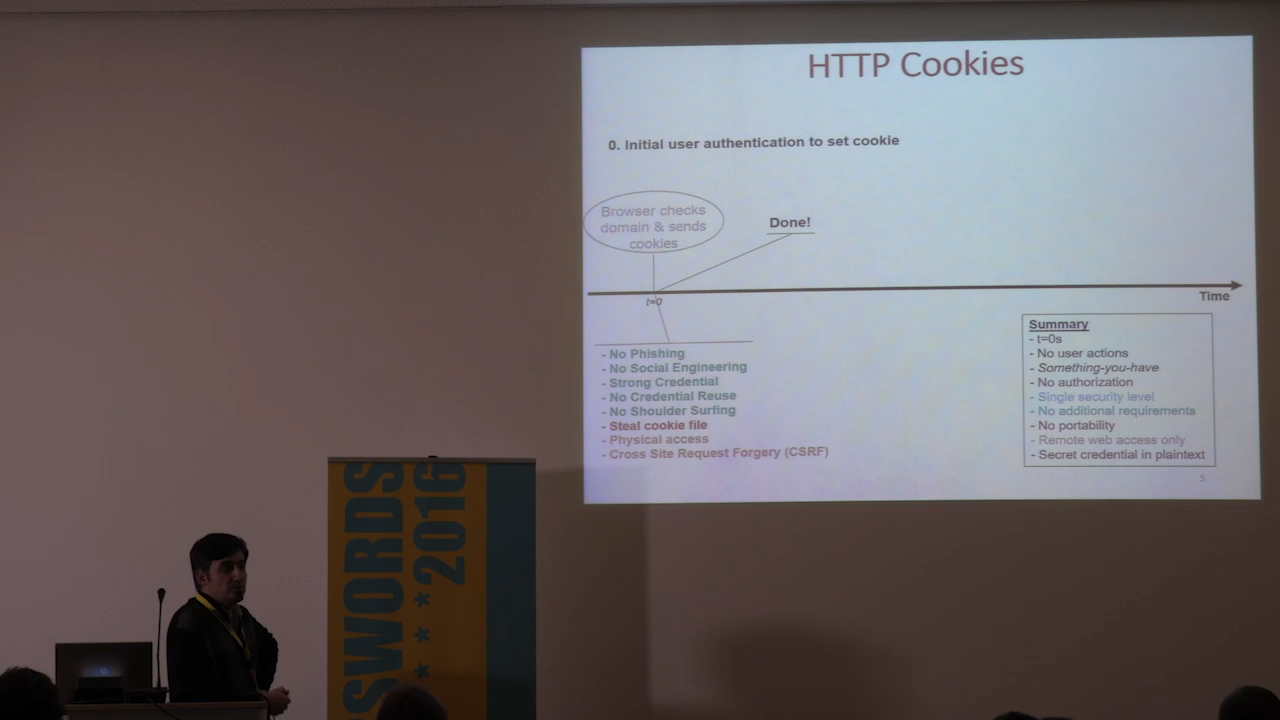 HTTP Cookies
0. Initial user authentication to set cookie
Browser checks
domain & sends
cookies
Done!
t=0
Time
- No Phishing
- No Social Engineering
- Strong Credential
- No Credential Reuse
- No Shoulder Surfing
- Steal cookie file
- Physical access
- Cross Site Request Forgery (CSRF)
Summary
- t=0s
- No user actions
- Something-you-have
- No authorization
- Single security level
- No additional requirements
- No portability
- Remote web access only
- Secret credential in plaintext
5
SWORDS
* * * * 2016